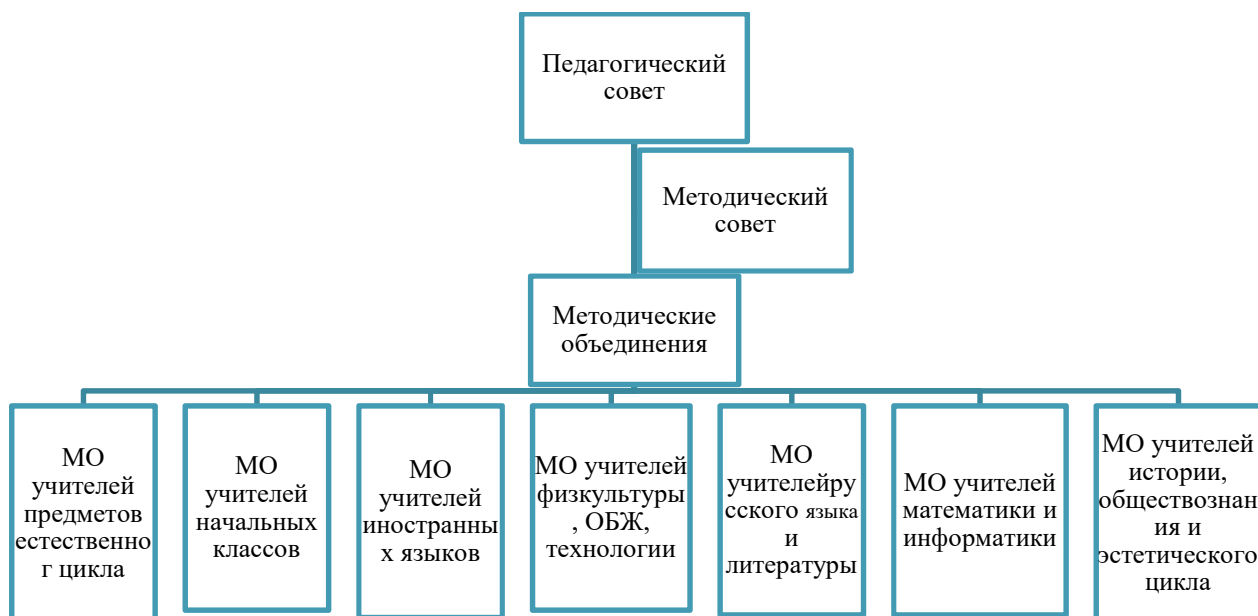 Педагогический
совет
Методический
совет
Методические
объединения
МО
учителей
предметов
естественно
г цикла
МО
учителей
начальных
классов
МО
учителей
иностранны
х языков
МО учителей
физкультуры
, ОБЖ,
технологии
МО
учителейру
сского языка
и
литературы
МО учителей
математики и
информатики
МО учителей
истории,
обществознан
ия и
эстетического
цикла